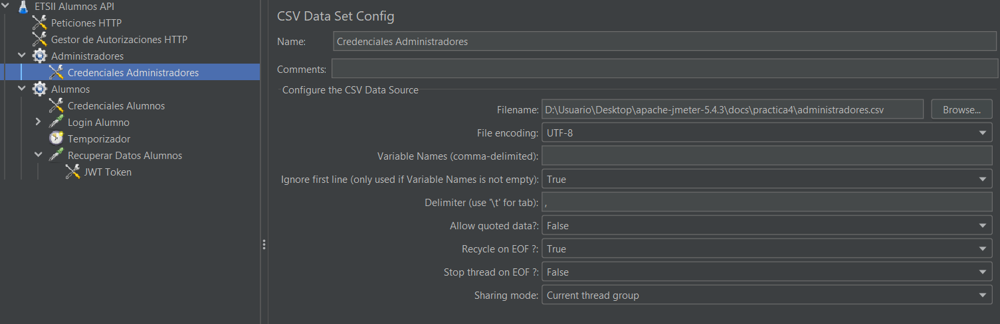 ETSII Alumnos API
Peticiones HTTP
Gestor de Autorizaciones HTTP
Administradores
Credenciales Administradores
Alumnos
Credenciales Alumnos
Login Alumno
Temporizador
Recuperar Datos Alumnos
JWT Token
CSV Data Set Config
Name: Credenciales Administradores
Comments:
Configure the CSV Data Source
Filename: D:\Usuario\Desktop\apache-jmeter-5.4.3\docs\practica4\administradores.csv Browse...
File encoding: UTF-8
Variable Names (comma-delimited):
Ignore first line (only used if Variable Names is not empty): True
Delimiter (use '\t' for tab): ,
Allow quoted data?: False
Recycle on EOF ?: True
Stop thread on EOF ?: False
Sharing mode: Current thread group